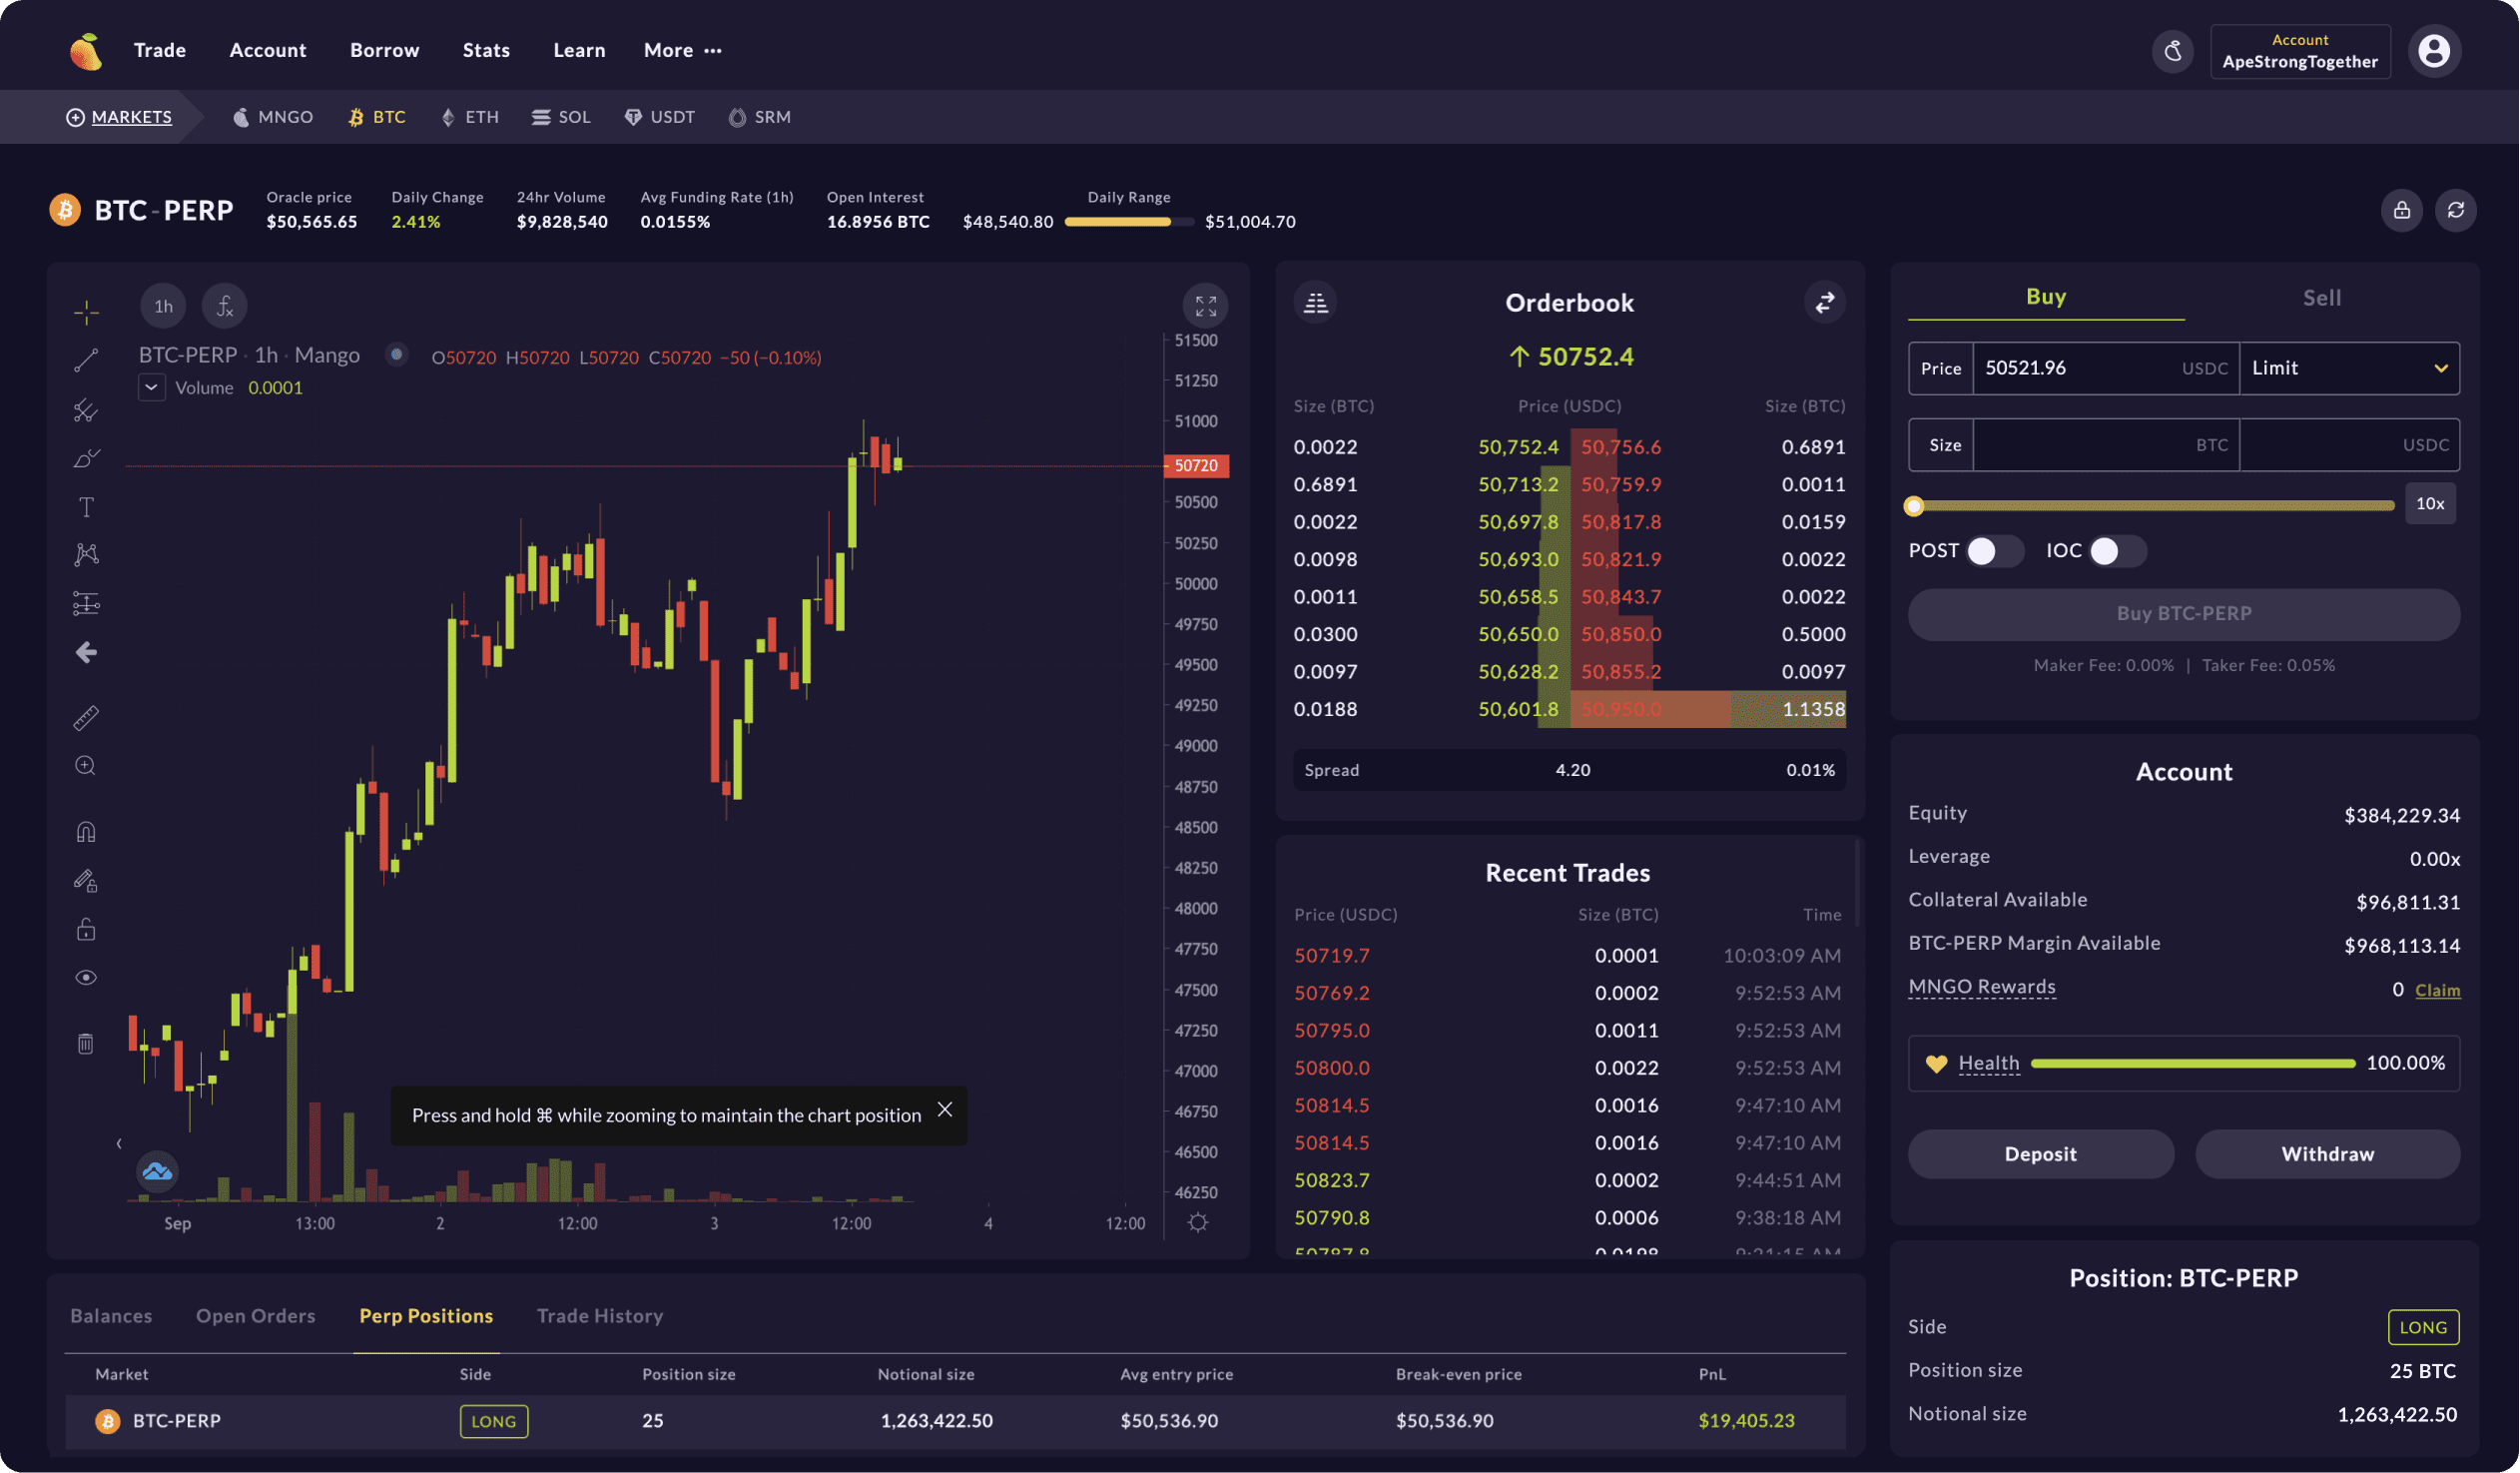 Trade Account Borrow Stats Learn More ···
Account
ApeStrongTogether
MARKETS MNGO BTC ETH SOL USDT SRM
BTC-PERP
Oracle price
$50,565.65
Daily Change
2.41%
24hr Volume
$9,828,540
Avg Funding Rate (1h)
0.0155%
Open Interest
16.8956 BTC
Daily Range
$48,540.80 $51,004.70
1h
BTC-PERP · 1h · Mango O50720 H50720 L50720 C50720 −50 (−0.10%)
Volume 0.0001
51500
51250
51000
50720
50500
50250
50000
49750
49500
49250
49000
48750
48500
48250
48000
47750
47500
47250
47000
46750
46500
46250
Press and hold ⌘ while zooming to maintain the chart position
Sep 13:00 2 12:00 3 12:00 4 12:00
Orderbook
↑ 50752.4
Size (BTC) Price (USDC) Size (BTC)
0.0022 50,752.4 50,756.6 0.6891
0.6891 50,713.2 50,759.9 0.0011
0.0022 50,697.8 50,817.8 0.0159
0.0098 50,693.0 50,821.9 0.0022
0.0011 50,658.5 50,843.7 0.0022
0.0300 50,650.0 50,850.0 0.5000
0.0097 50,628.2 50,855.2 0.0097
0.0188 50,601.8 50,950.0 1.1358
Spread 4.20 0.01%
Recent Trades
Price (USDC) Size (BTC) Time
50719.7 0.0001 10:03:09 AM
50769.2 0.0002 9:52:53 AM
50795.0 0.0011 9:52:53 AM
50800.0 0.0022 9:52:53 AM
50814.5 0.0016 9:47:10 AM
50814.5 0.0016 9:47:10 AM
50823.7 0.0002 9:44:51 AM
50790.8 0.0006 9:38:18 AM
Buy Sell
Price 50521.96 USDC Limit
Size BTC USDC
10x
POST IOC
Buy BTC-PERP
Maker Fee: 0.00% | Taker Fee: 0.05%
Account
Equity $384,229.34
Leverage 0.00x
Collateral Available $96,811.31
BTC-PERP Margin Available $968,113.14
MNGO Rewards 0 Claim
Health 100.00%
Deposit Withdraw
Position: BTC-PERP
Side LONG
Position size 25 BTC
Notional size 1,263,422.50
Balances Open Orders Perp Positions Trade History
Market Side Position size Notional size Avg entry price Break-even price PnL
BTC-PERP LONG 25 1,263,422.50 $50,536.90 $50,536.90 $19,405.23